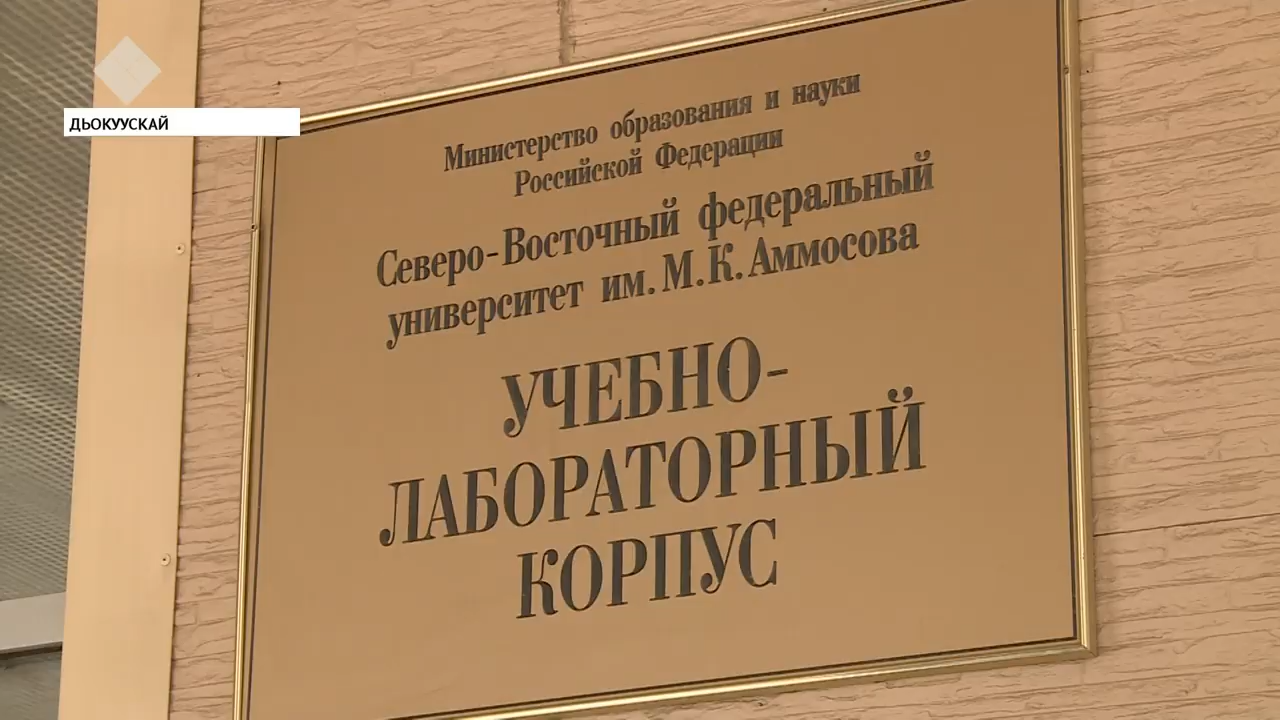 ДЬОКУУСКАЙ
Министерство образования и науки
Российской Федерации
Северо-Восточный федеральный
университет им. М.К.Аммосова
УЧЕБНО-
ЛАБОРАТОРНЫЙ
КОРПУС